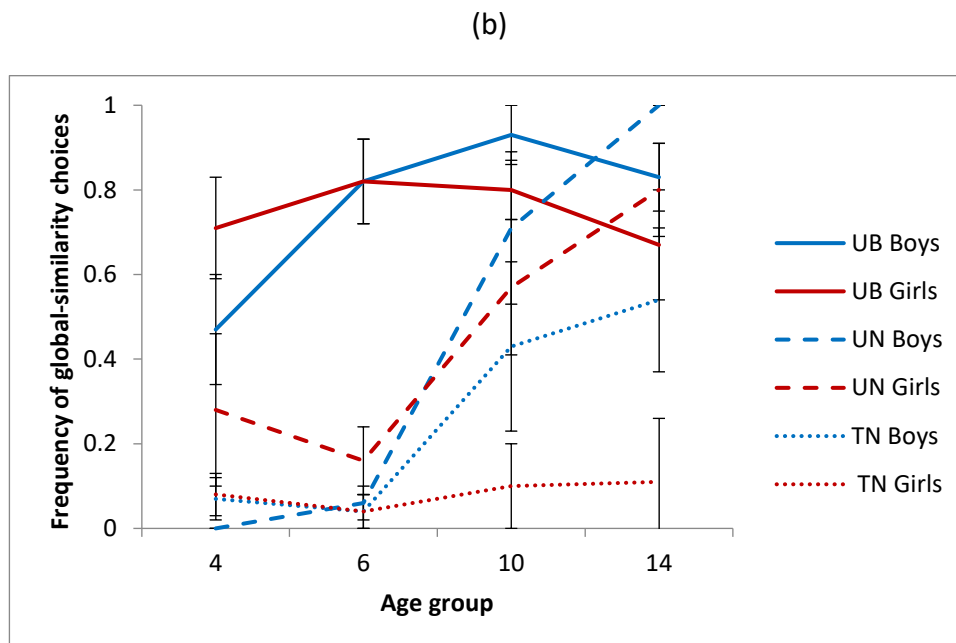 (b)
Frequency of global-similarity choices
1
0.8
0.6
0.4
0.2
0
4 6 10 14
Age group
UB Boys
UB Girls
UN Boys
UN Girls
TN Boys
TN Girls